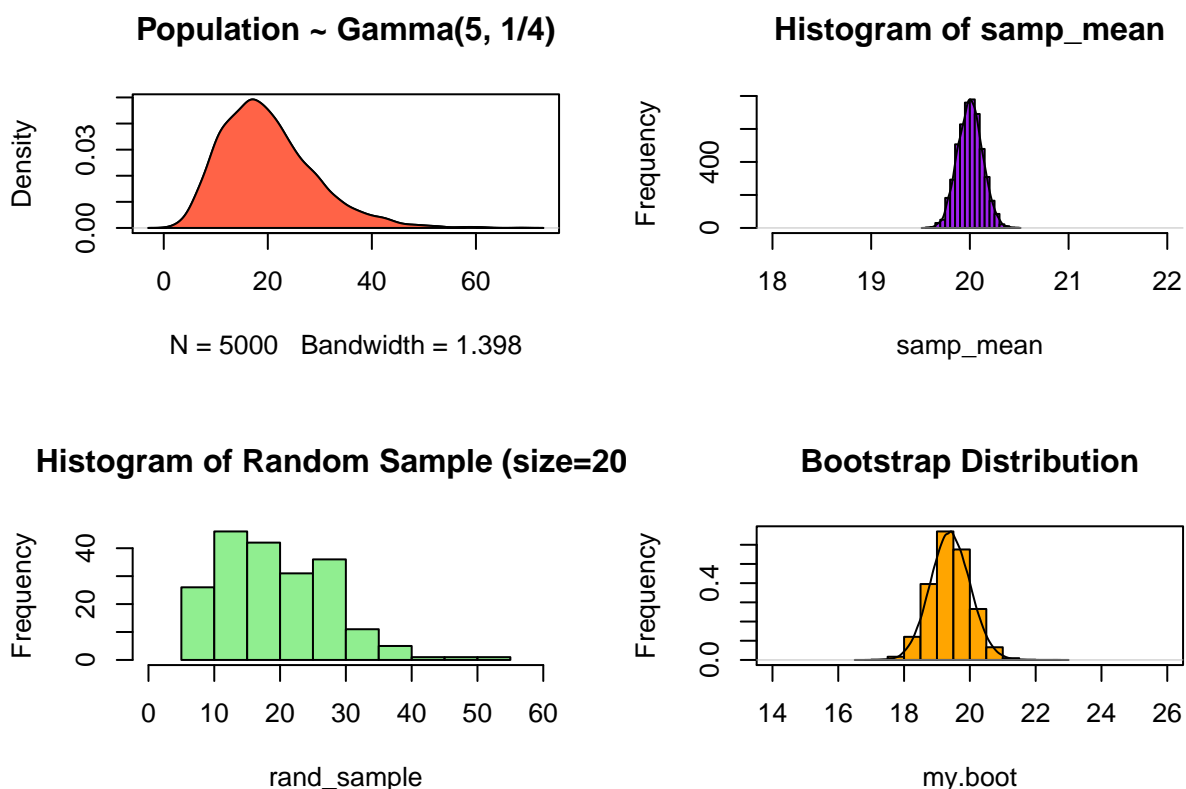 Population ~ Gamma(5, 1/4)
Density
0.00 0.03
0 20 40 60
N = 5000 Bandwidth = 1.398
Histogram of samp_mean
Frequency
0 400
18 19 20 21 22
samp_mean
Histogram of Random Sample (size=20
Frequency
0 20 40
0 10 20 30 40 50 60
rand_sample
Bootstrap Distribution
Frequency
0.0 0.4
14 16 18 20 22 24 26
my.boot